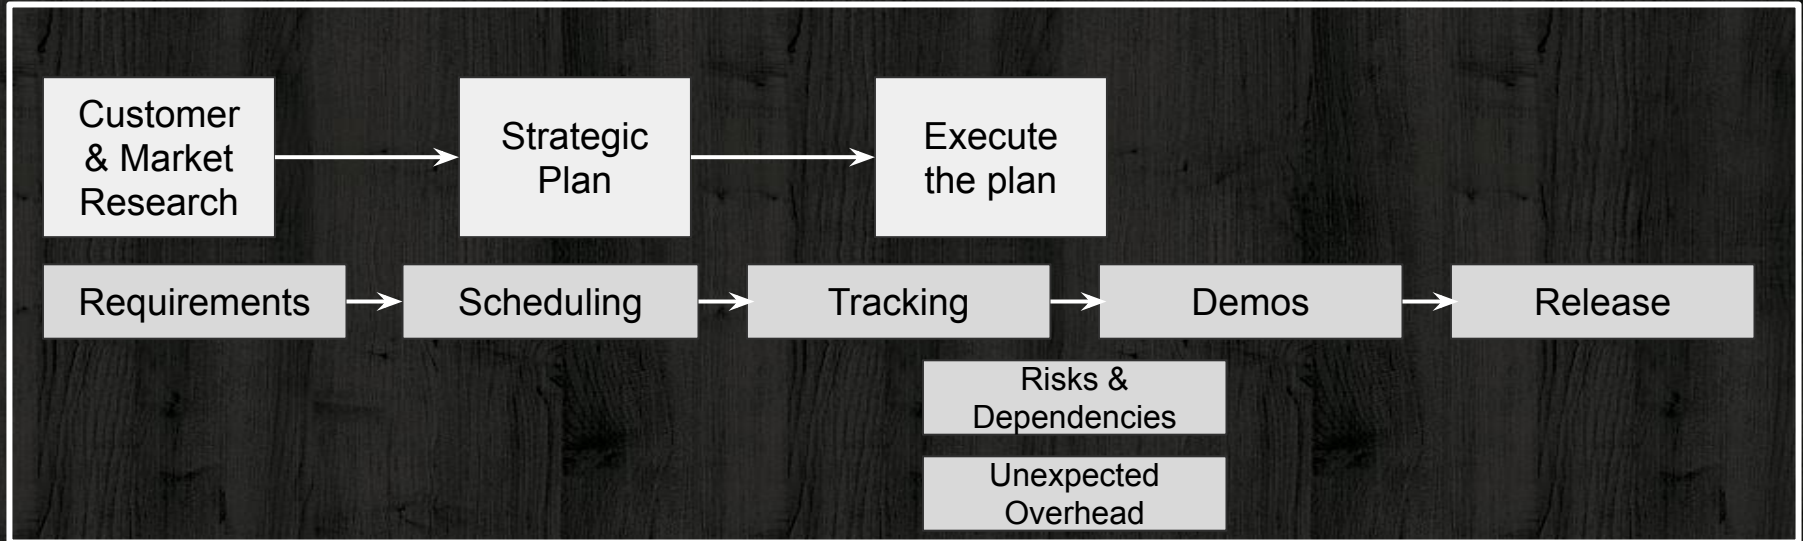 Customer
& Market
Research
Strategic
Plan
Execute
the plan
Requirements
Scheduling
Tracking
Demos
Release
Risks &
Dependencies
Unexpected
Overhead